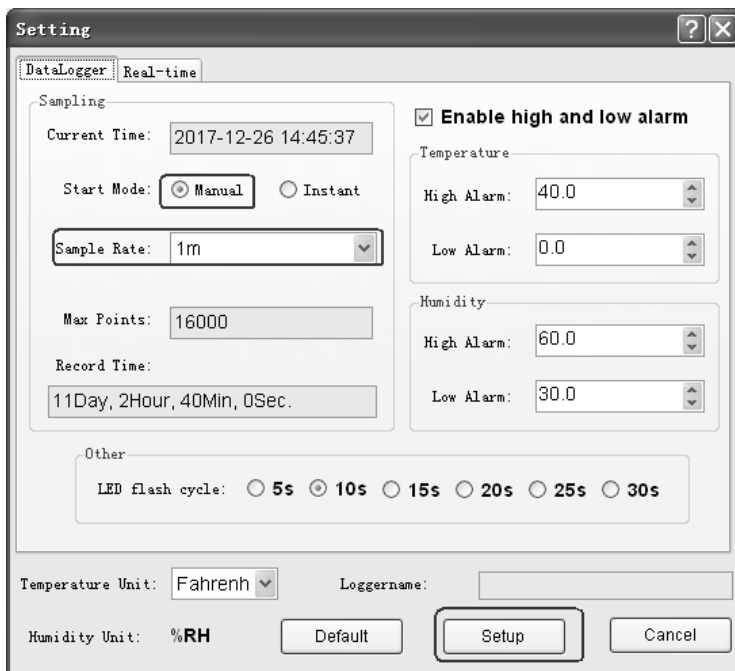 Setting
DataLogger Real-time
Sampling
Current Time: 2017-12-26 14:45:37
Start Mode: Manual Instant
Sample Rate: 1m
Max Points: 16000
Record Time:
11Day, 2Hour, 40Min, 0Sec.
Enable high and low alarm
Temperature
High Alarm: 40.0
Low Alarm: 0.0
Humidity
High Alarm: 60.0
Low Alarm: 30.0
Other
LED flash cycle: 5s 10s 15s 20s 25s 30s
Temperature Unit: Fahrenh Loggername:
Humidity Unit: %RH Default Setup Cancel